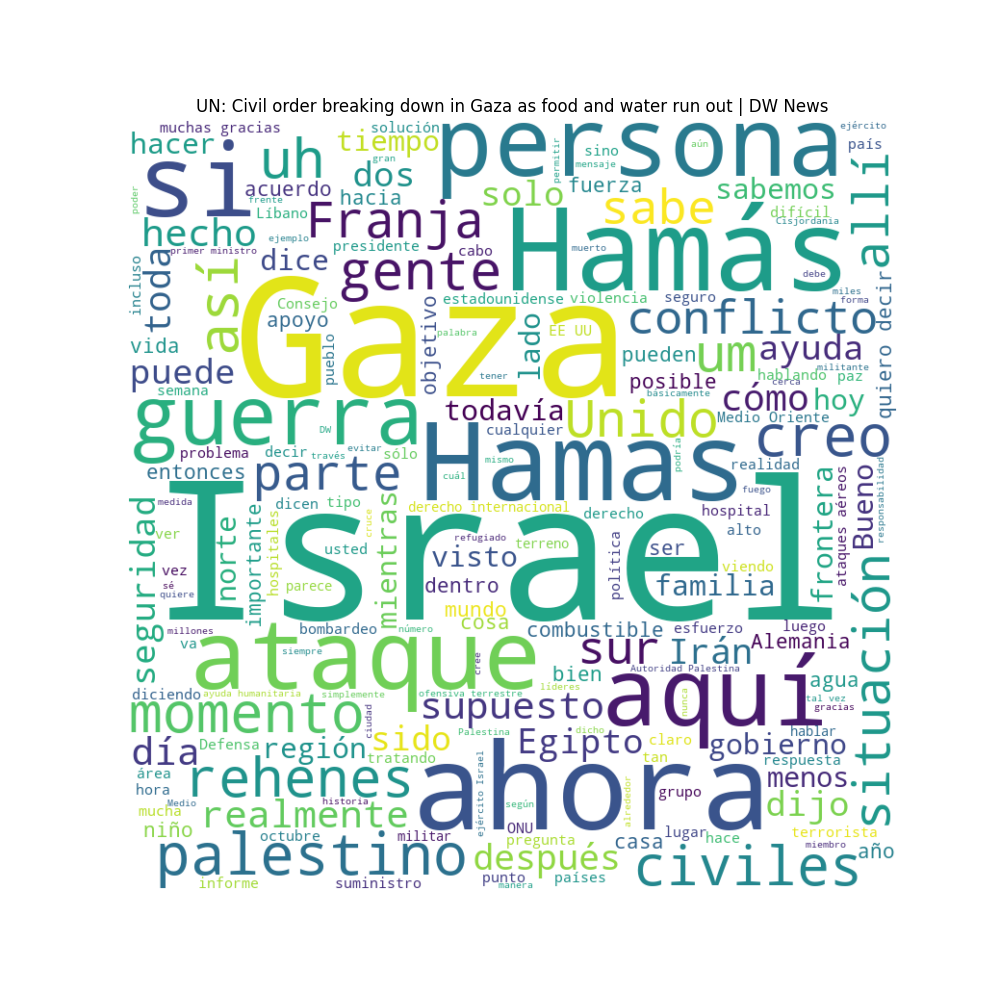 UN: Civil order breaking down in Gaza as food and water run out | DW News
muchas gracias
solución
persona
ejército
hacer
si
uh
tiempo
gran
permitir
sino
aún
país
poder
acuerdo
dos
mensaje
allí
frente
hacia
solo
fuerza
sabe
sabemos
Líbano
Franja
difícil
Cisjordania
hecho
ejemplo
presidente
cabo
Hamás
muerto
primer ministro
toda
así
dice
gente
debe
incluso
Gaza
Consejo
objetivo
estadounidense
violencia
seguro
miles
forma
apoyo
palabra
lado
EE UU
conflicto
quiero decir
vida
pueblo
pueden
um
ayuda
puede
tener
posible
hablando
militante
paz
cerca
semana
básicamente
cómo
hoy
guerra
todavía
Unido
Medio Oriente
DW
cualquier
creo
problema
decir
través
evitar
sólo
Hamas
mismo
podría
realidad
entonces
parte
cuál
Bueno
responsabilidad
Israel
fuego
frontera
ataques aéreos
medida
dicen
tipo
derecho internacional
derecho
hospital
seguridad
norte
importante
hospitales
cruce
mientras
alto
ver
usted
refugiado
terreno
política
ser
visto
vez
sé
quiere
parece
dentro
familia
viendo
situación
mundo
cosa
millones
va
bombardeo
número
combustible
esfuerzo
luego
ataque
siempre
sur
Irán
Alemania
cree
bien
Autoridad Palestina
agua
diciendo
ayuda humanitaria
simplemente
ofensiva terrestre
líderes
aquí
nunca
tal vez
gracias
momento
ciudad
supuesto
Palestina
dicho
hablar
día
Defensa
región
sido
tratando
Egipto
claro
gobierno
respuesta
tan
área
hora
rehenes
ejército Israel
ahora
menos
grupo
Medio
historia
alrededor
mucha
realmente
según
dijo
niño
octubre
militar
ONU
pregunta
casa
lugar
hace
terrorista
miembro
palestino
después
civiles
año
informe
suministro
punto
manera
países